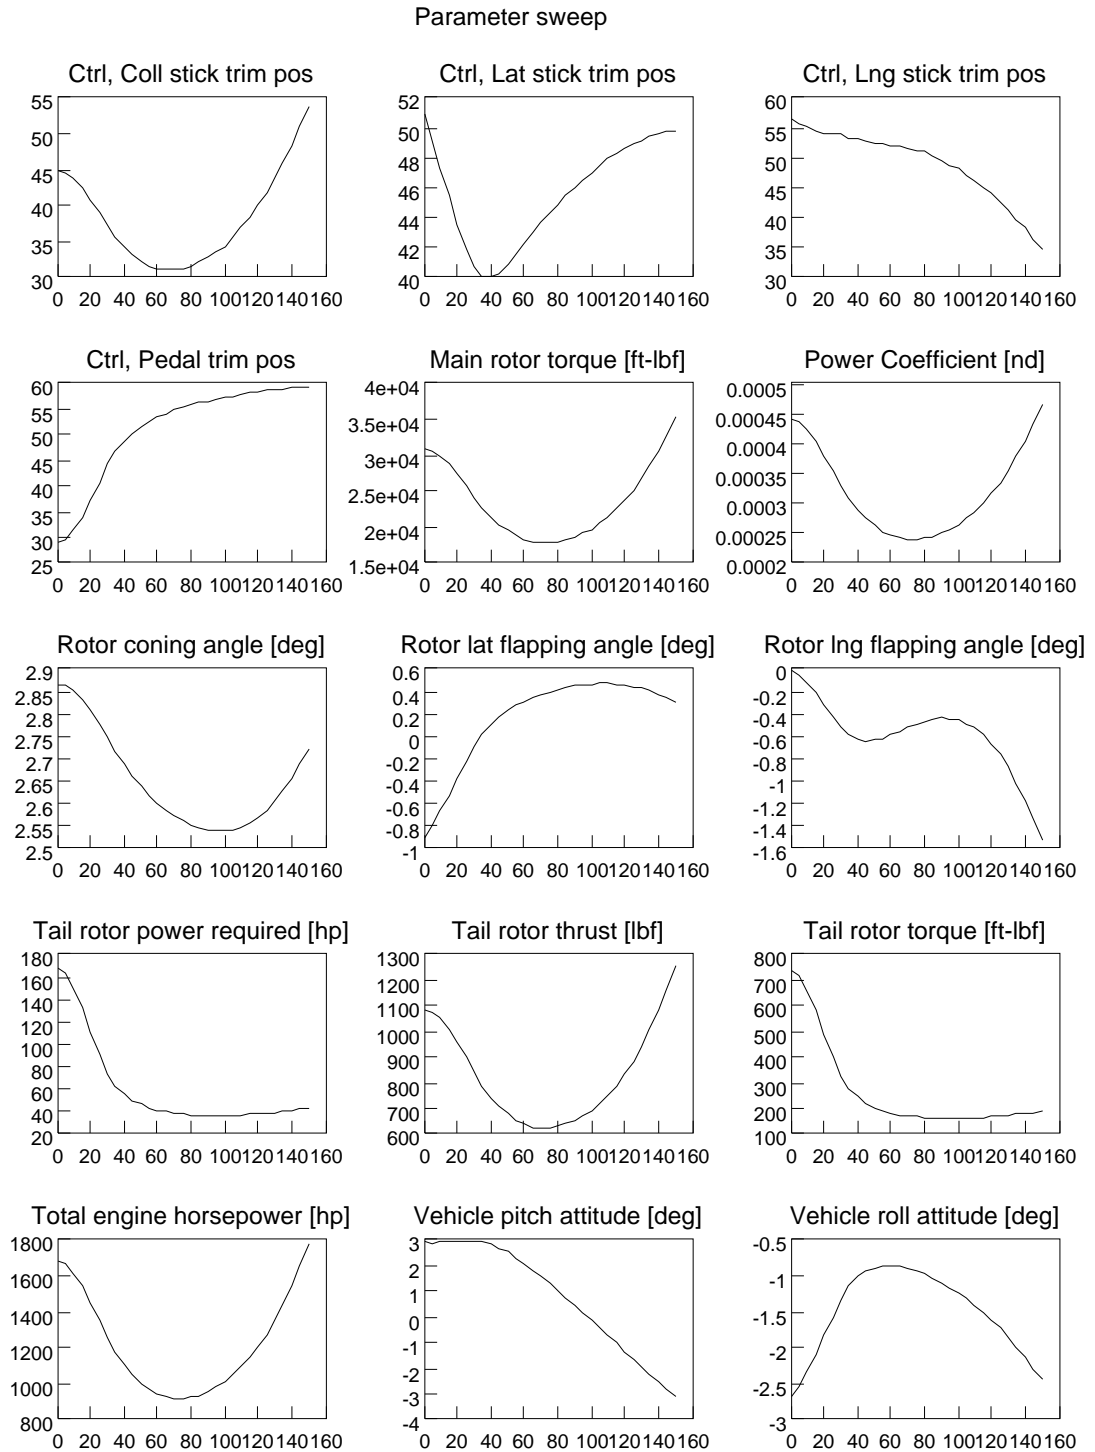 Parameter sweep
Ctrl, Coll stick trim pos
55
50
45
40
35
30
0 20 40 60 80 100120140160
Ctrl, Lat stick trim pos
52
50
48
46
44
42
40
0 20 40 60 80 100120140160
Ctrl, Lng stick trim pos
60
55
50
45
40
35
30
0 20 40 60 80 100120140160
Ctrl, Pedal trim pos
60
55
50
45
40
35
30
25
0 20 40 60 80 100120140160
Main rotor torque [ft-lbf]
4e+04
3.5e+04
3e+04
2.5e+04
2e+04
1.5e+04
0 20 40 60 80 100120140160
Power Coefficient [nd]
0.0005
0.00045
0.0004
0.00035
0.0003
0.00025
0.0002
0 20 40 60 80 100120140160
Rotor coning angle [deg]
2.9
2.85
2.8
2.75
2.7
2.65
2.6
2.55
2.5
0 20 40 60 80 100120140160
Rotor lat flapping angle [deg]
0.6
0.4
0.2
0
-0.2
-0.4
-0.6
-0.8
-1
0 20 40 60 80 100120140160
Rotor lng flapping angle [deg]
0
-0.2
-0.4
-0.6
-0.8
-1
-1.2
-1.4
-1.6
0 20 40 60 80 100120140160
Tail rotor power required [hp]
180
160
140
120
100
80
60
40
20
0 20 40 60 80 100120140160
Tail rotor thrust [lbf]
1300
1200
1100
1000
900
800
700
600
0 20 40 60 80 100120140160
Tail rotor torque [ft-lbf]
800
700
600
500
400
300
200
100
0 20 40 60 80 100120140160
Total engine horsepower [hp]
1800
1600
1400
1200
1000
800
0 20 40 60 80 100120140160
Vehicle pitch attitude [deg]
3
2
1
0
-1
-2
-3
-4
0 20 40 60 80 100120140160
Vehicle roll attitude [deg]
-0.5
-1
-1.5
-2
-2.5
-3
0 20 40 60 80 100120140160